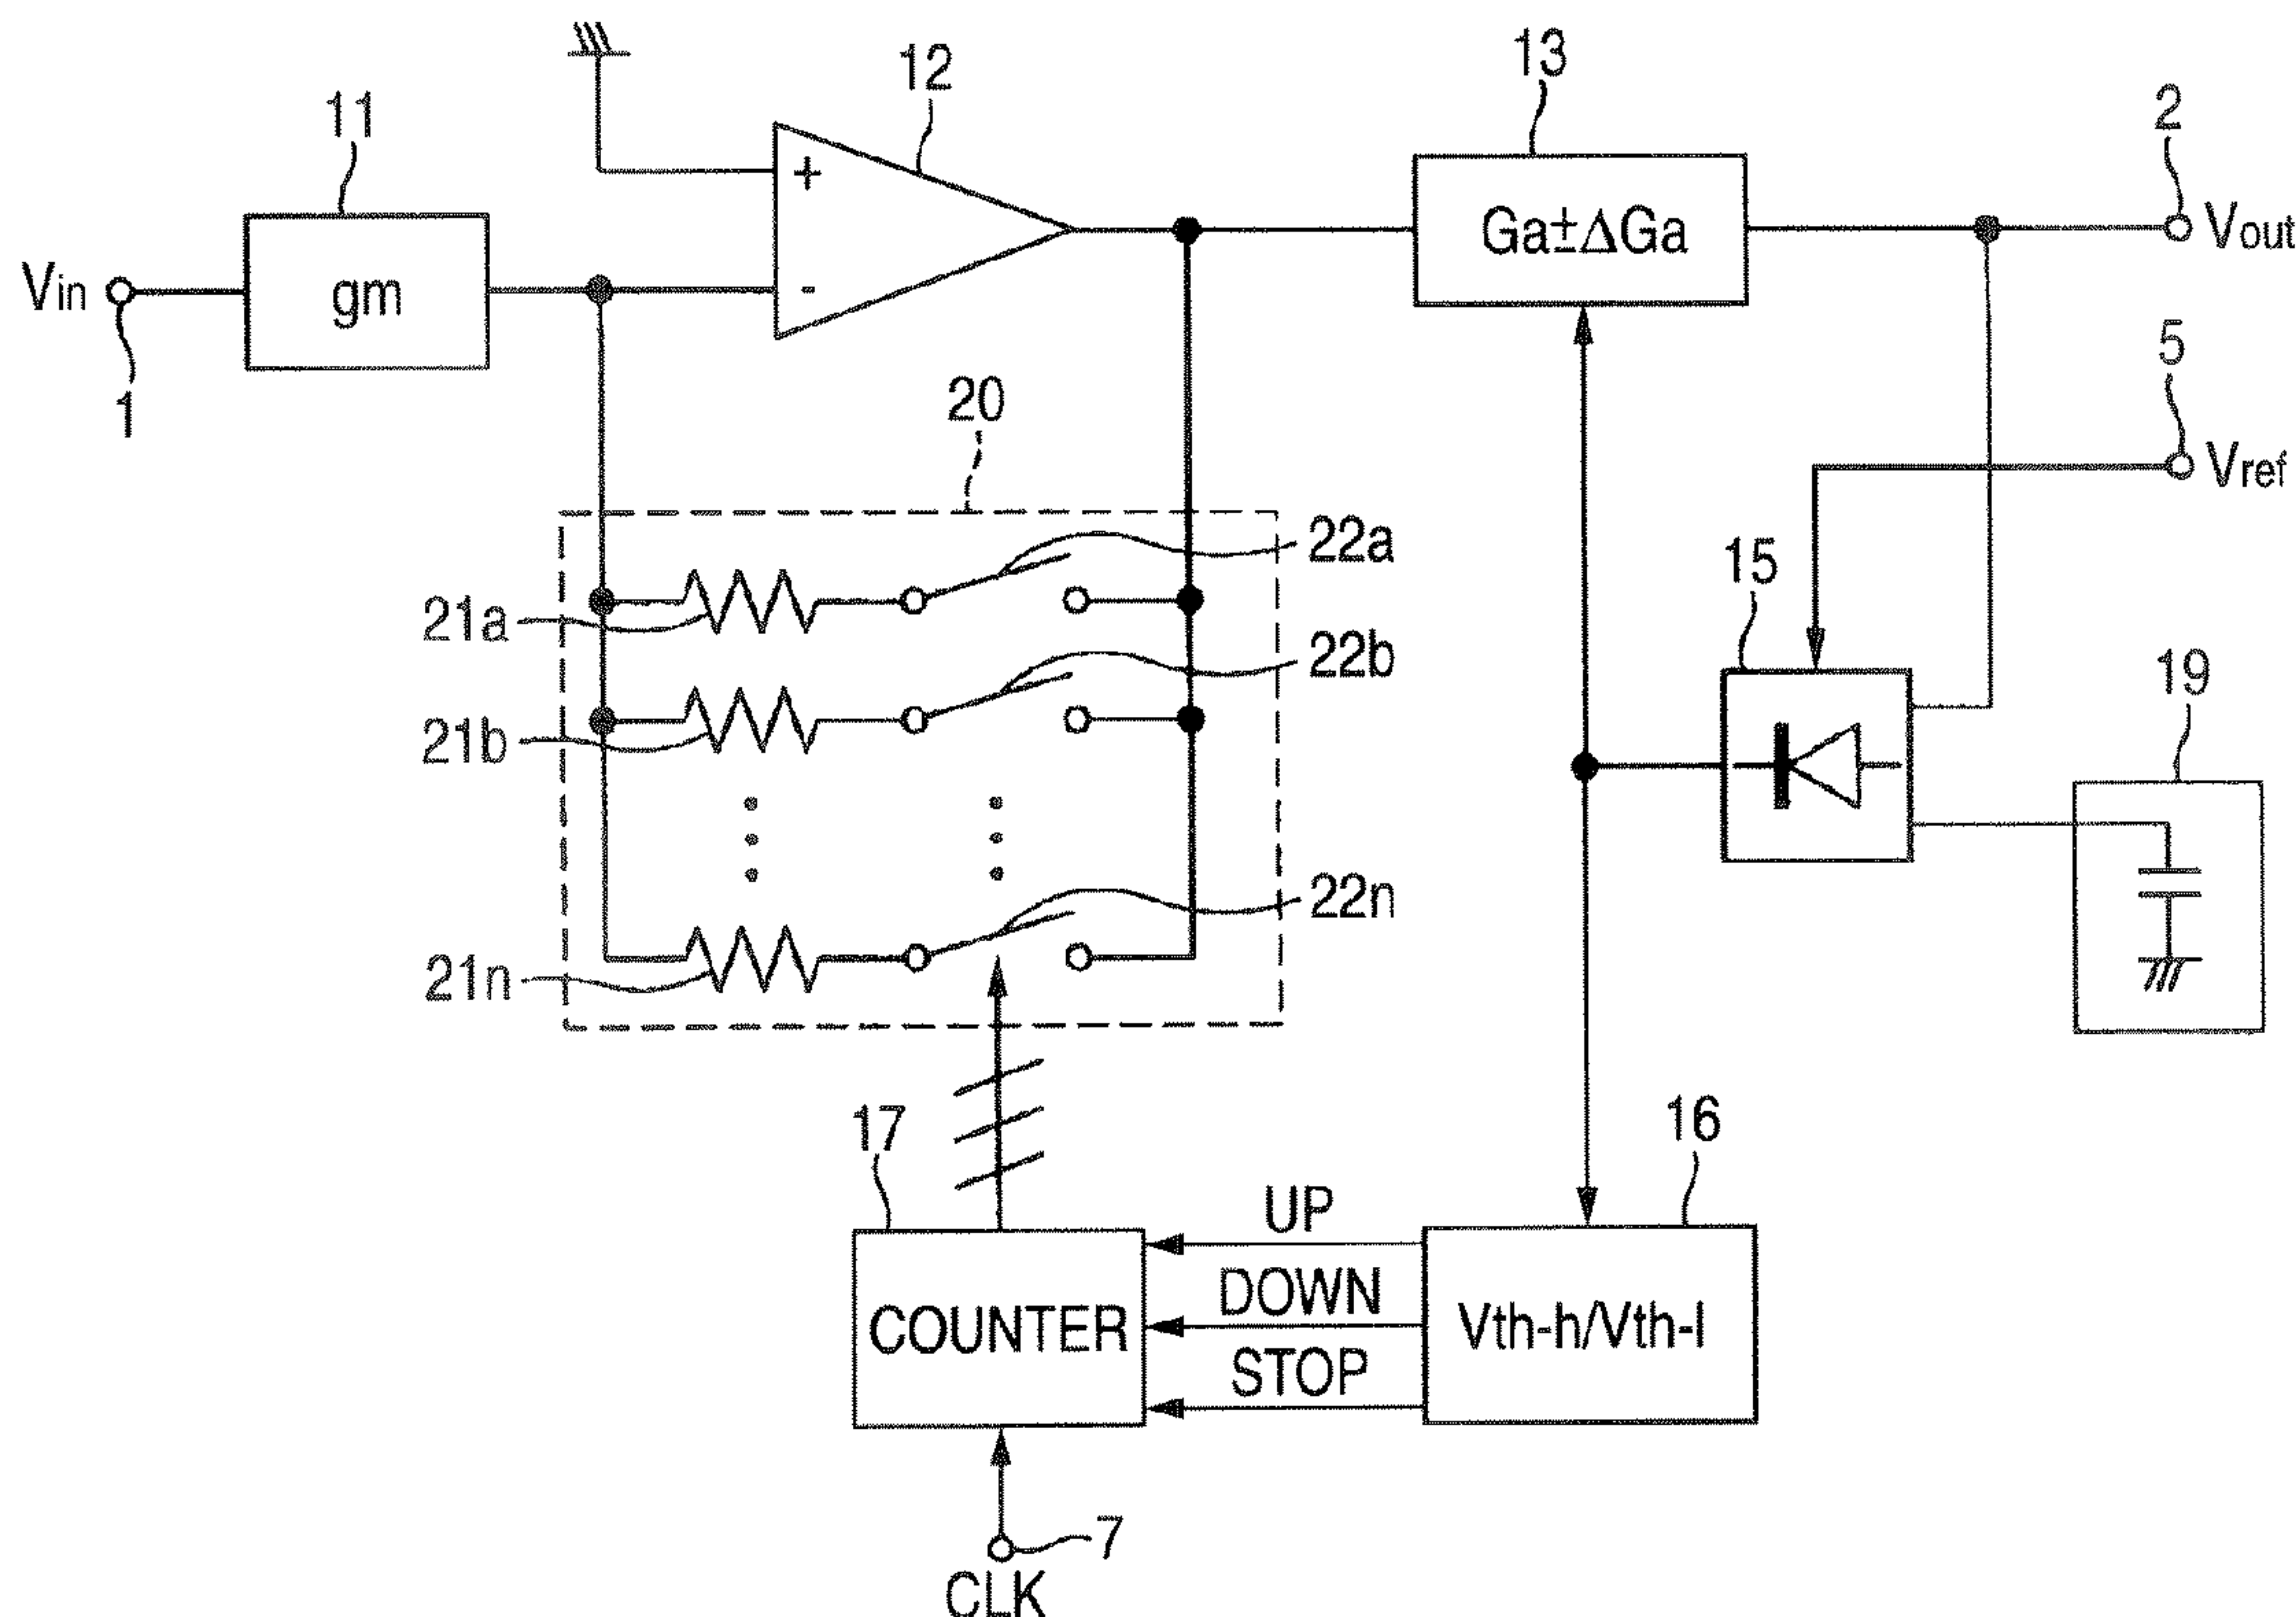 12
13
11
2
+
Ga±ΔGa
Vout
Vin
gm
-
5
1
20
Vref
22a
15
21a
22b
19
21b
22n
21n
17
16
UP
DOWN
COUNTER
Vth-h/Vth-l
STOP
7
CLK